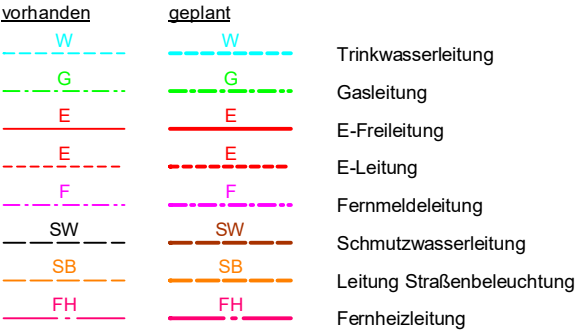 vorhanden geplant
W W Trinkwasserleitung
G G Gasleitung
E E E-Freileitung
E E E-Leitung
F F Fernmeldeleitung
SW SW Schmutzwasserleitung
SB SB Leitung Straßenbeleuchtung
FH FH Fernheizleitung